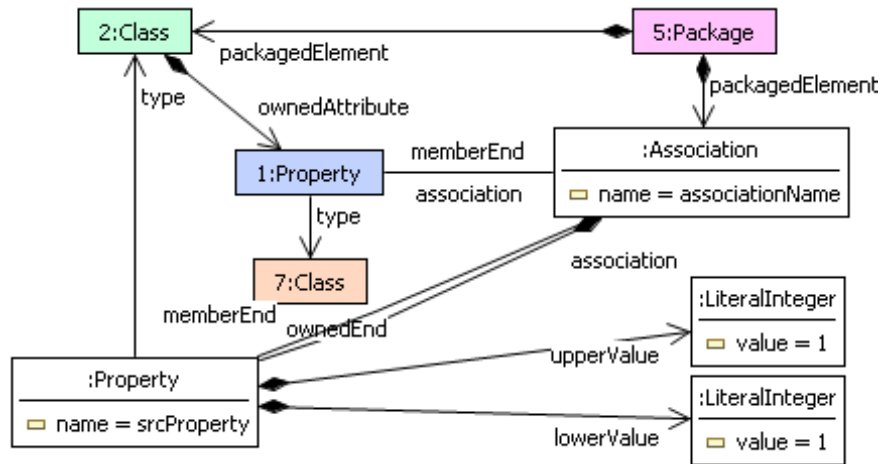 2:Class
5:Package
packagedElement
packagedElement
type
ownedAttribute
:Association
name = associationName
memberEnd
1:Property
association
type
association
7:Class
memberEnd
ownedEnd
:LiteralInteger
value = 1
upperValue
:Property
name = srcProperty
:LiteralInteger
value = 1
lowerValue